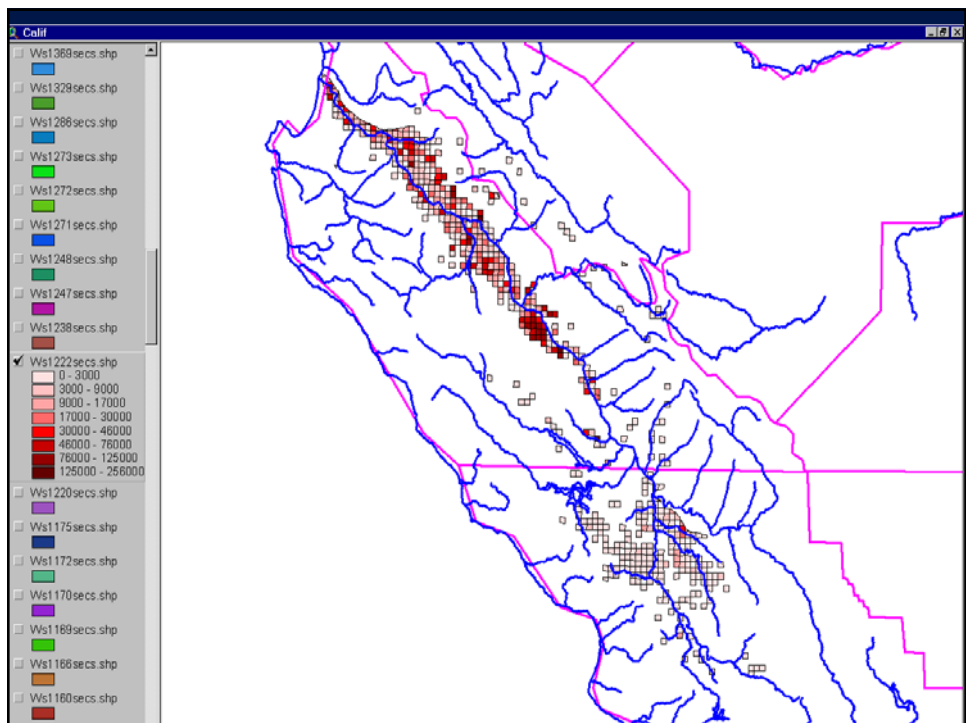 Calif
Ws1369secs.shp
Ws1329secs.shp
Ws1286secs.shp
Ws1273secs.shp
Ws1272secs.shp
Ws1271secs.shp
Ws1248secs.shp
Ws1247secs.shp
Ws1238secs.shp
Ws1222secs.shp
0 - 3000
3000 - 9000
9000 - 17000
17000 - 30000
30000 - 46000
46000 - 76000
76000 - 125000
125000 - 256000
Ws1220secs.shp
Ws1175secs.shp
Ws1172secs.shp
Ws1170secs.shp
Ws1169secs.shp
Ws1166secs.shp
Ws1160secs.shp